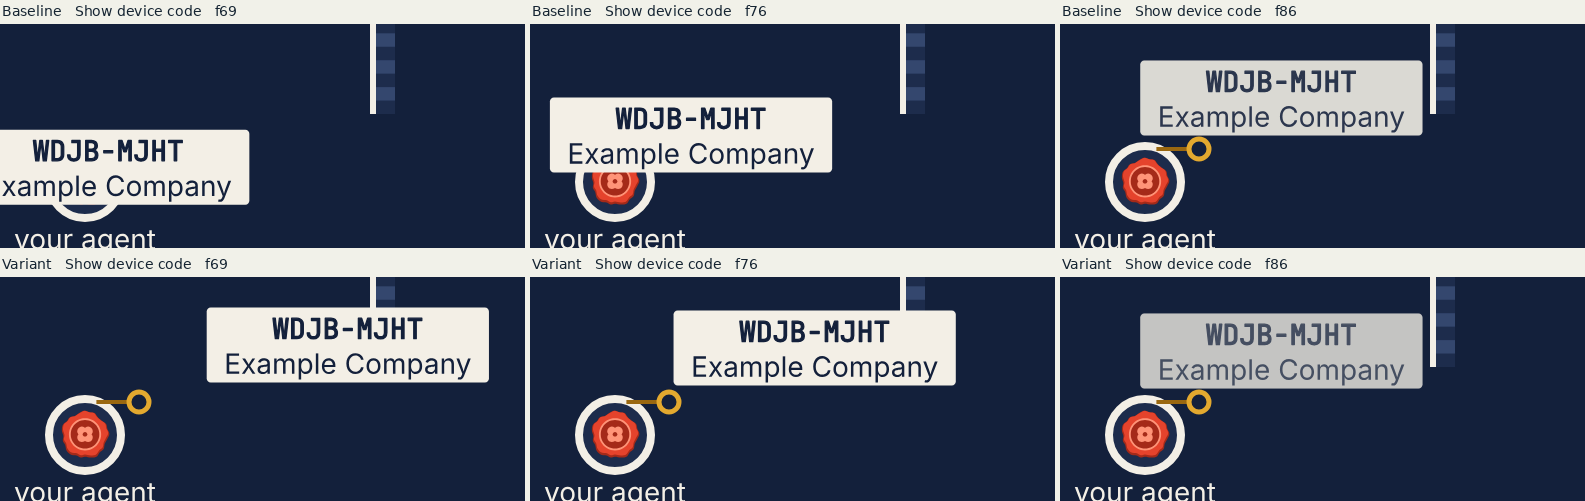 Baseline Show device code f69
WDJB-MJHT
xample Company
your agent
Baseline Show device code f76
WDJB-MJHT
Example Company
your agent
Baseline Show device code f86
WDJB-MJHT
Example Company
your agent
Variant Show device code f69
WDJB-MJHT
Example Company
your agent
Variant Show device code f76
WDJB-MJHT
Example Company
your agent
Variant Show device code f86
WDJB-MJHT
Example Company
your agent